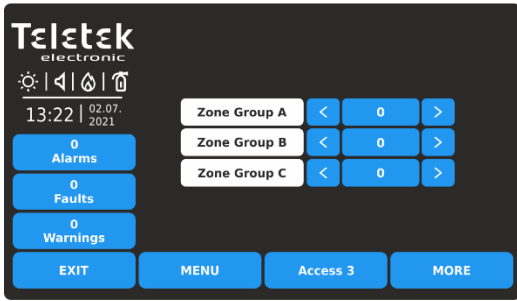 Teletek
electronic
13:22 | 02.07.
2021
0
Alarms
0
Faults
0
Warnings
Zone Group A < 0 >
Zone Group B < 0 >
Zone Group C < 0 >
EXIT MENU Access 3 MORE